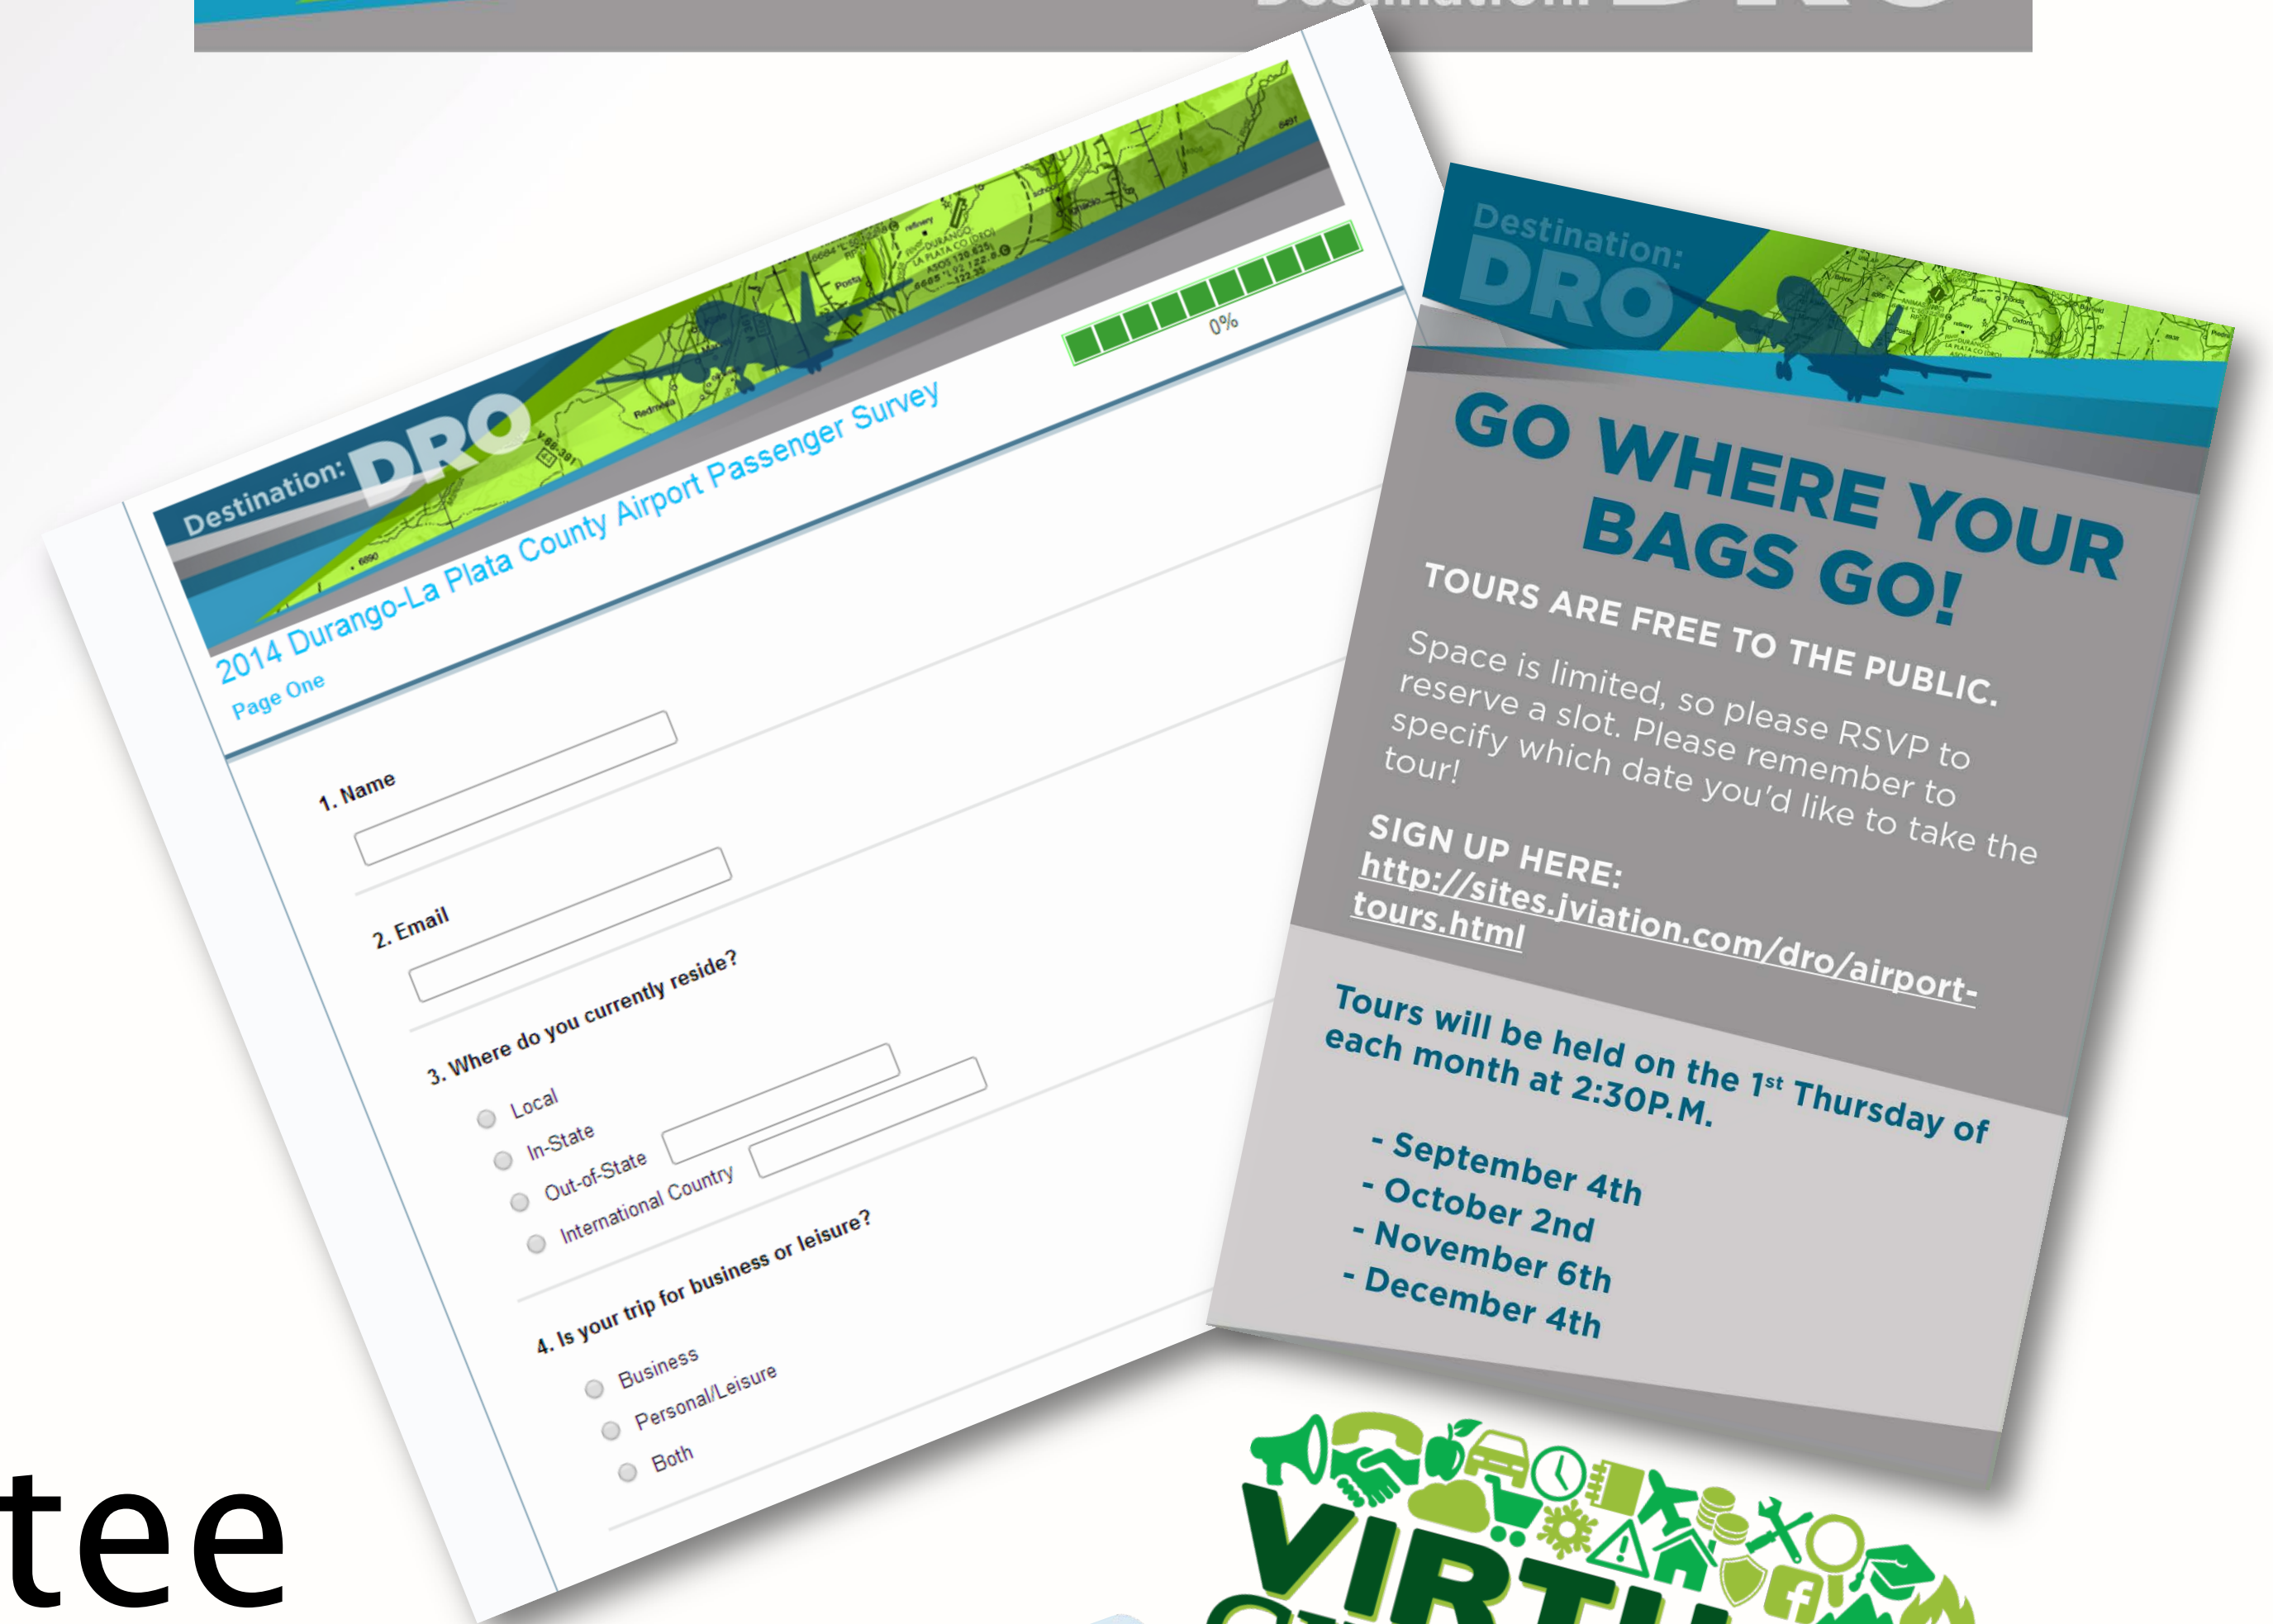 Destination: DRO
Destination: DRO
2014 Durango-La Plata County Airport Passenger Survey
Page One
0%
1. Name
2. Email
3. Where do you currently reside?
Local
In-State
Out-of-State
International Country
4. Is your trip for business or leisure?
Business
Personal/Leisure
Both
Destination:
DRO
GO WHERE YOUR
BAGS GO!
TOURS ARE FREE TO THE PUBLIC.
Space is limited, so please RSVP to
reserve a slot. Please remember to
specify which date you'd like to take the
tour!
SIGN UP HERE:
http://sites.jviation.com/dro/airport-
tours.html
Tours will be held on the 1st Thursday of
each month at 2:30P.M.
- September 4th
- October 2nd
- November 6th
- December 4th
tee
VIRTU